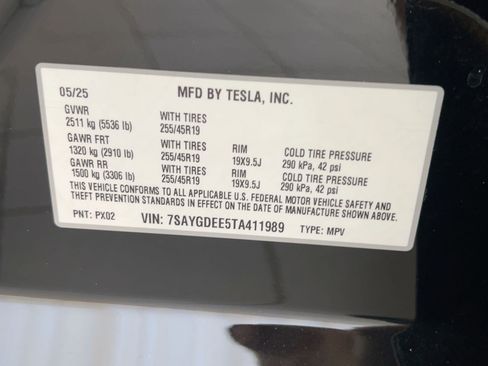 05/25 MFD BY TESLA, INC.
GVWR WITH TIRES
2511 kg (5536 lb) 255/45R19
GAWR FRT WITH TIRES RIM COLD TIRE PRESSURE
1320 kg (2910 lb) 255/45R19 19X9.5J 290 kPa, 42 psi
GAWR RR WITH TIRES RIM COLD TIRE PRESSURE
1500 kg (3306 lb) 255/45R19 19X9.5J 290 kPa, 42 psi
THIS VEHICLE CONFORMS TO ALL APPLICABLE U.S. FEDERAL MOTOR VEHICLE SAFETY AND
THEFT PREVENTION STANDARDS IN EFFECT ON THE DATE OF MANUFACTURE SHOWN ABOVE.
PNT: PX02 VIN: 7SAYGDEE5TA411989 TYPE: MPV